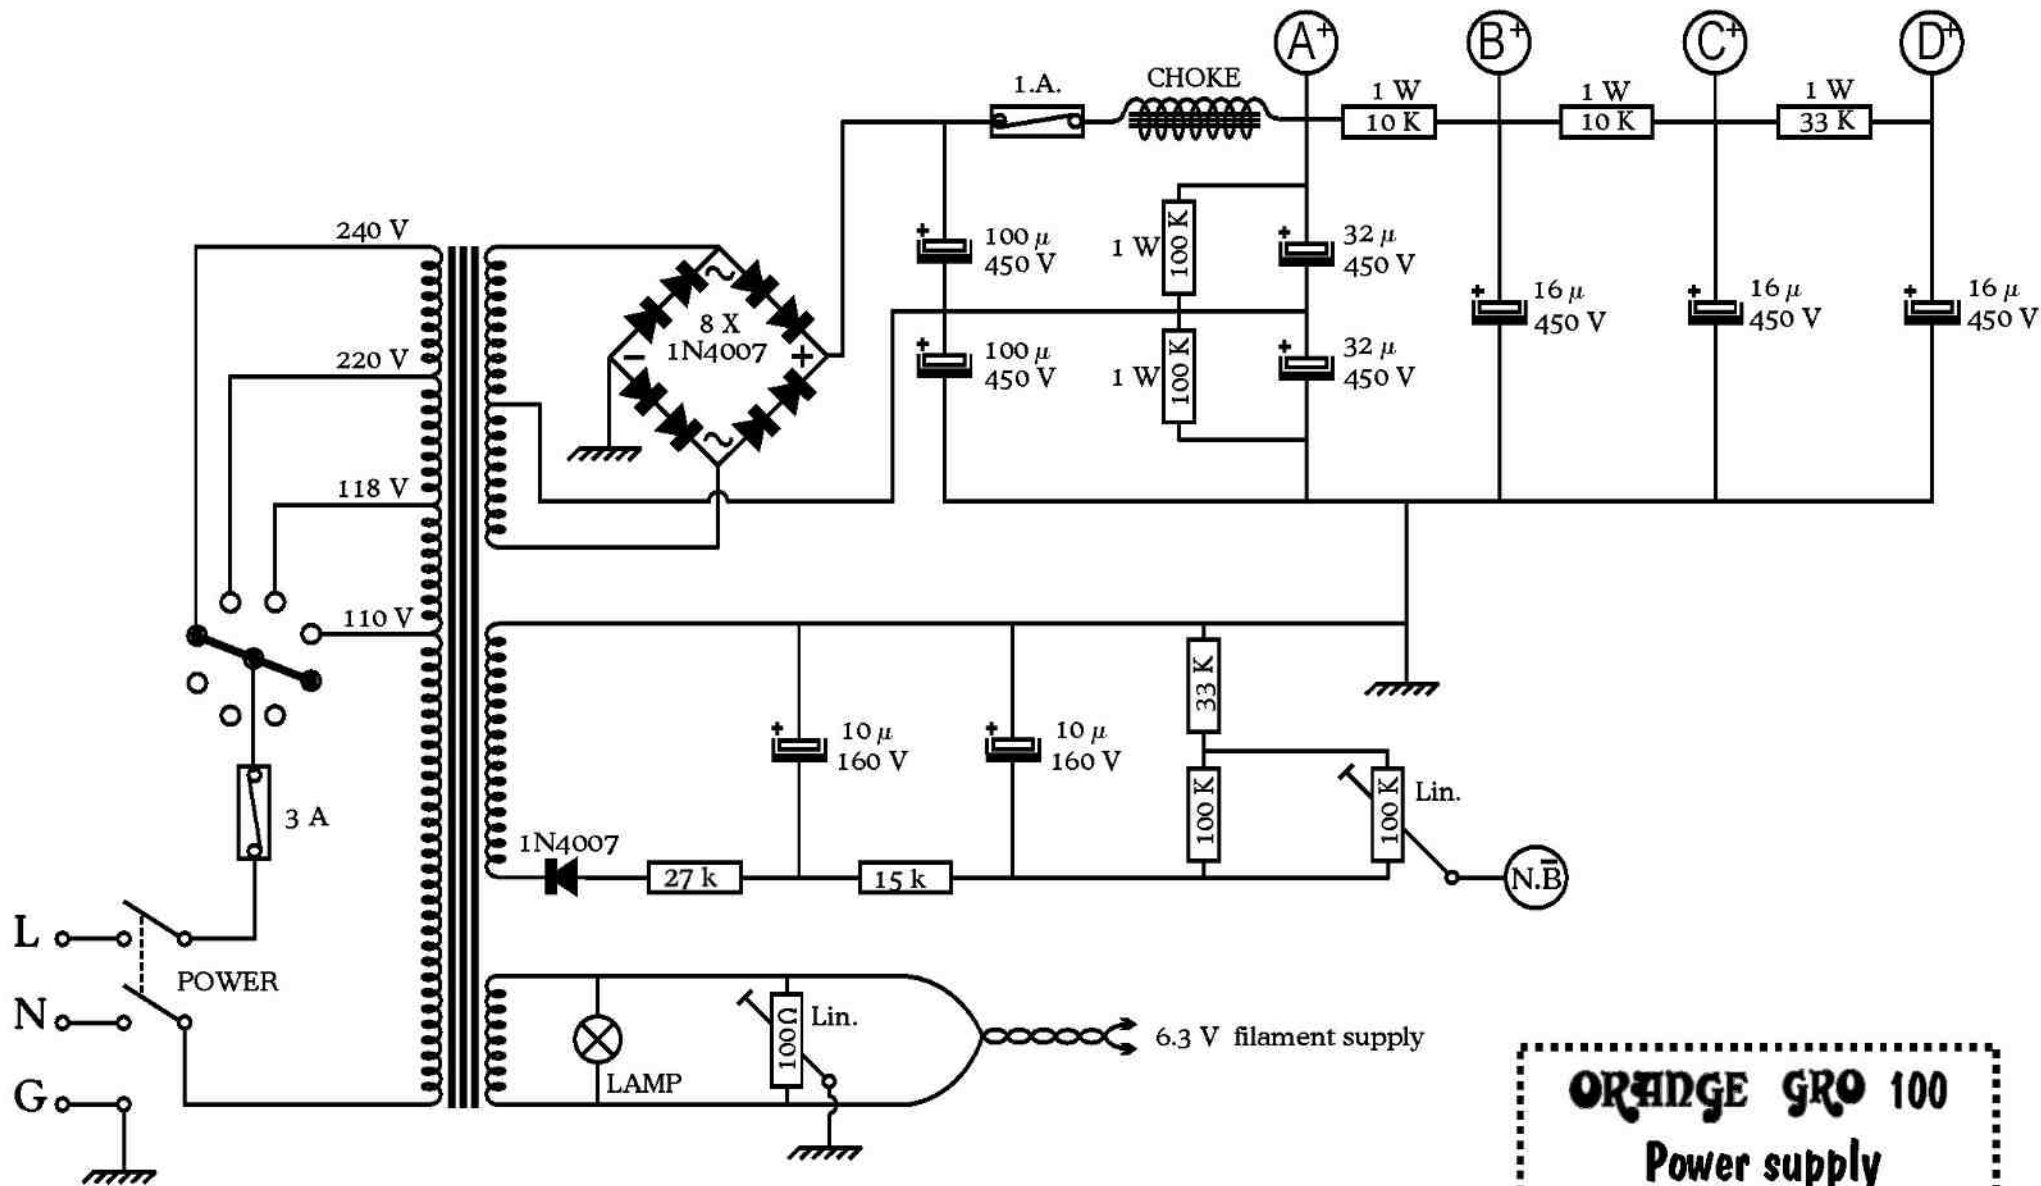 A+ B+ C+ D+
1.A.
CHOKE
1 W
10 K
1 W
10 K
1 W
33 K
240 V
220 V
118 V
110 V
~
8 X
1N4007
− +
~
+
100 µ
450 V
+
100 µ
450 V
1 W
100 K
1 W
100 K
+
32 µ
450 V
+
32 µ
450 V
+
16 µ
450 V
+
16 µ
450 V
+
16 µ
450 V
3 A
1N4007
27 k
15 k
+
10 µ
160 V
+
10 µ
160 V
33 K
100 K
100 K
Lin.
N.B̅
L
N
G
POWER
LAMP
100Ω
Lin.
6.3 V filament supply
ORANGE GRO 100
Power supply